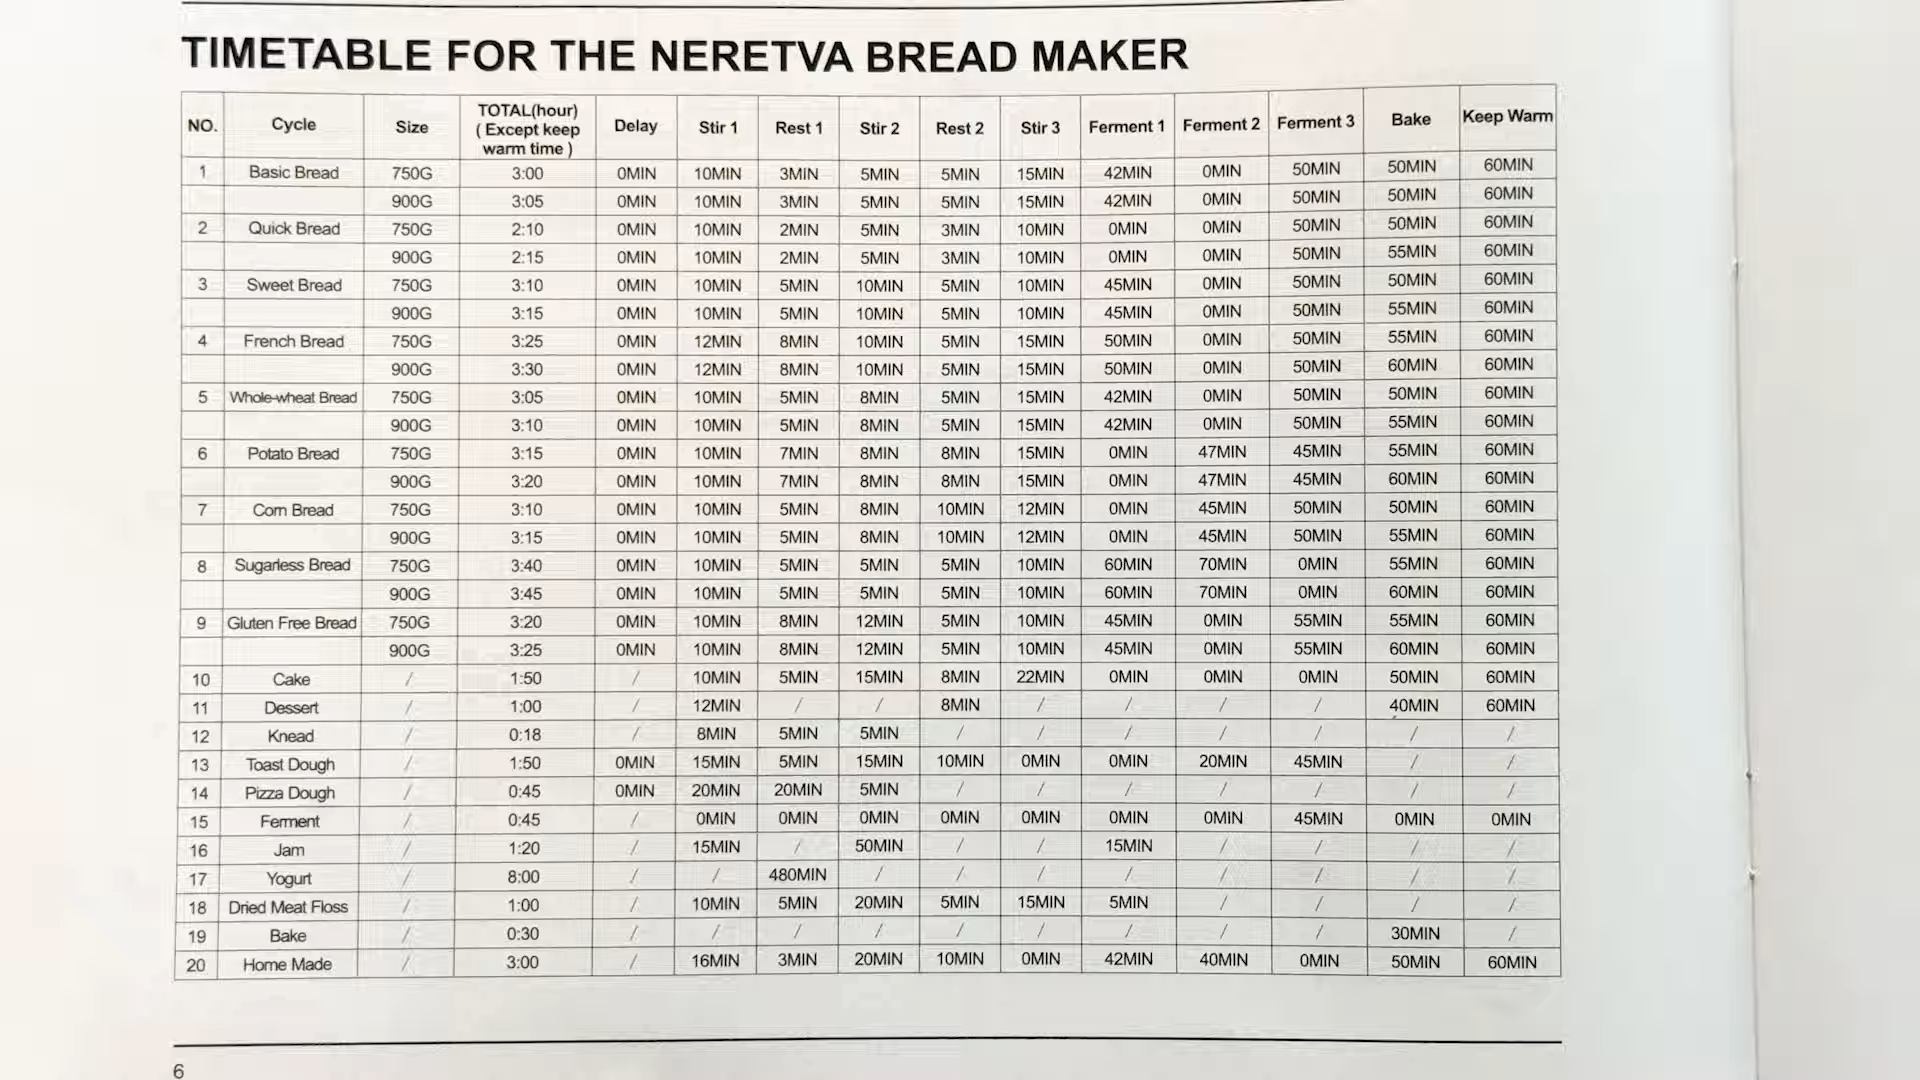 TIMETABLE FOR THE NERETVA BREAD MAKER
NO. Cycle Size TOTAL(hour) ( Except keep warm time ) Delay Stir 1 Rest 1 Stir 2 Rest 2 Stir 3 Ferment 1 Ferment 2 Ferment 3 Bake Keep Warm
1 Basic Bread 750G 3:00 0MIN 10MIN 3MIN 5MIN 5MIN 15MIN 42MIN 0MIN 50MIN 50MIN 60MIN
900G 3:05 0MIN 10MIN 3MIN 5MIN 5MIN 15MIN 42MIN 0MIN 50MIN 50MIN 60MIN
2 Quick Bread 750G 2:10 0MIN 10MIN 2MIN 5MIN 3MIN 10MIN 0MIN 0MIN 50MIN 50MIN 60MIN
900G 2:15 0MIN 10MIN 2MIN 5MIN 3MIN 10MIN 0MIN 0MIN 50MIN 55MIN 60MIN
3 Sweet Bread 750G 3:10 0MIN 10MIN 5MIN 10MIN 5MIN 10MIN 45MIN 0MIN 50MIN 50MIN 60MIN
900G 3:15 0MIN 10MIN 5MIN 10MIN 5MIN 10MIN 45MIN 0MIN 50MIN 55MIN 60MIN
4 French Bread 750G 3:25 0MIN 12MIN 8MIN 10MIN 5MIN 15MIN 50MIN 0MIN 50MIN 55MIN 60MIN
900G 3:30 0MIN 12MIN 8MIN 10MIN 5MIN 15MIN 50MIN 0MIN 50MIN 60MIN 60MIN
5 Whole-wheat Bread 750G 3:05 0MIN 10MIN 5MIN 8MIN 5MIN 15MIN 42MIN 0MIN 50MIN 50MIN 60MIN
900G 3:10 0MIN 10MIN 5MIN 8MIN 5MIN 15MIN 42MIN 0MIN 50MIN 55MIN 60MIN
6 Potato Bread 750G 3:15 0MIN 10MIN 7MIN 8MIN 8MIN 15MIN 0MIN 47MIN 45MIN 55MIN 60MIN
900G 3:20 0MIN 10MIN 7MIN 8MIN 8MIN 15MIN 0MIN 47MIN 45MIN 60MIN 60MIN
7 Corn Bread 750G 3:10 0MIN 10MIN 5MIN 8MIN 10MIN 12MIN 0MIN 45MIN 50MIN 50MIN 60MIN
900G 3:15 0MIN 10MIN 5MIN 8MIN 10MIN 12MIN 0MIN 45MIN 50MIN 55MIN 60MIN
8 Sugarless Bread 750G 3:40 0MIN 10MIN 5MIN 5MIN 5MIN 10MIN 60MIN 70MIN 0MIN 55MIN 60MIN
900G 3:45 0MIN 10MIN 5MIN 5MIN 5MIN 10MIN 60MIN 70MIN 0MIN 60MIN 60MIN
9 Gluten Free Bread 750G 3:20 0MIN 10MIN 8MIN 12MIN 5MIN 10MIN 45MIN 0MIN 55MIN 55MIN 60MIN
900G 3:25 0MIN 10MIN 8MIN 12MIN 5MIN 10MIN 45MIN 0MIN 55MIN 60MIN 60MIN
10 Cake / 1:50 / 10MIN 5MIN 15MIN 8MIN 22MIN 0MIN 0MIN 0MIN 50MIN 60MIN
11 Dessert / 1:00 / 12MIN / / 8MIN / / / / 40MIN 60MIN
12 Knead / 0:18 / 8MIN 5MIN 5MIN / / / / / / /
13 Toast Dough / 1:50 0MIN 15MIN 5MIN 15MIN 10MIN 0MIN 0MIN 20MIN 45MIN / /
14 Pizza Dough / 0:45 0MIN 20MIN 20MIN 5MIN / / / / / / /
15 Ferment / 0:45 / 0MIN 0MIN 0MIN 0MIN 0MIN 0MIN 0MIN 45MIN 0MIN 0MIN
16 Jam / 1:20 / 15MIN / 50MIN / / 15MIN / / / /
17 Yogurt / 8:00 / / 480MIN / / / / / / / /
18 Dried Meat Floss / 1:00 / 10MIN 5MIN 20MIN 5MIN 15MIN 5MIN / / / /
19 Bake / 0:30 / / / / / / / / / 30MIN /
20 Home Made / 3:00 / 16MIN 3MIN 20MIN 10MIN 0MIN 42MIN 40MIN 0MIN 50MIN 60MIN
6